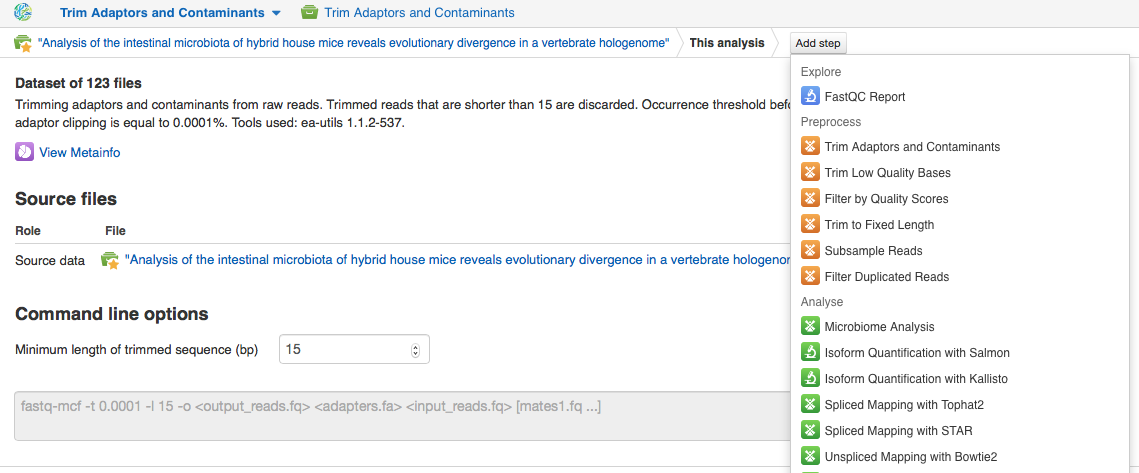 Trim Adaptors and Contaminants Trim Adaptors and Contaminants
"Analysis of the intestinal microbiota of hybrid house mice reveals evolutionary divergence in a vertebrate hologenome" This analysis Add step
Dataset of 123 files
Trimming adaptors and contaminants from raw reads. Trimmed reads that are shorter than 15 are discarded. Occurrence threshold
adaptor clipping is equal to 0.0001%. Tools used: ea-utils 1.1.2-537.
View Metainfo
Source files
Role File
Source data "Analysis of the intestinal microbiota of hybrid house mice reveals evolutionary divergence in a vertebrate
Command line options
Minimum length of trimmed sequence (bp) 15
fastq-mcf -t 0.0001 -l 15 -o <output_reads.fq> <adapters.fa> <input_reads.fq> [mates1.fq ...]
Explore
FastQC Report
Preprocess
Trim Adaptors and Contaminants
Trim Low Quality Bases
Filter by Quality Scores
Trim to Fixed Length
Subsample Reads
Filter Duplicated Reads
Analyse
Microbiome Analysis
Isoform Quantification with Salmon
Isoform Quantification with Kallisto
Spliced Mapping with Tophat2
Spliced Mapping with STAR
Unspliced Mapping with Bowtie2